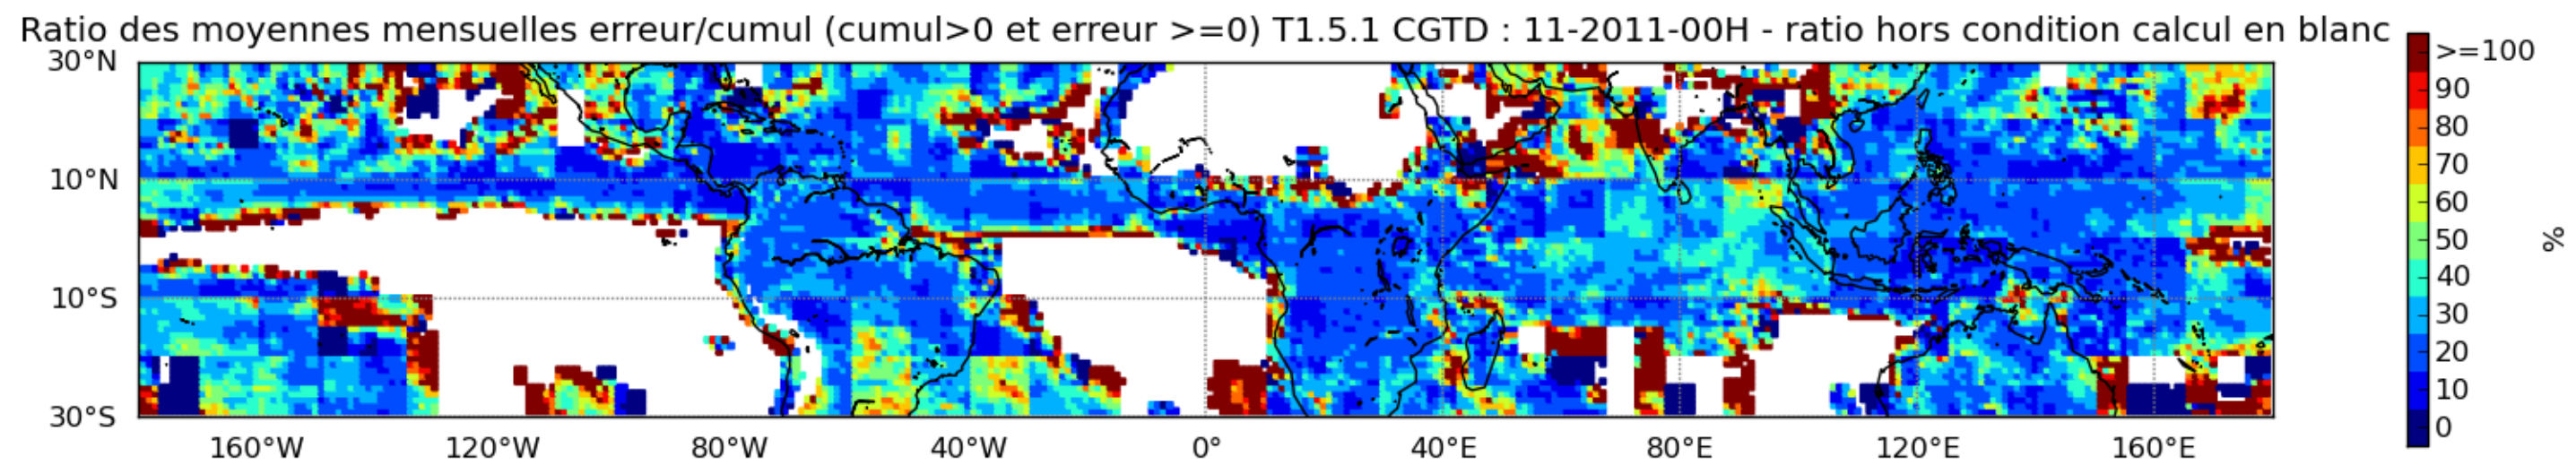 Ratio des moyennes mensuelles erreur/cumul (cumul>0 et erreur >=0) T1.5.1 CGTD : 11-2011-00H - ratio hors condition calcul en blanc
30°N
10°N
10°S
30°S
160°W 120°W 80°W 40°W 0° 40°E 80°E 120°E 160°E
>=100
90
80
70
60
50
40
30
20
10
0
%